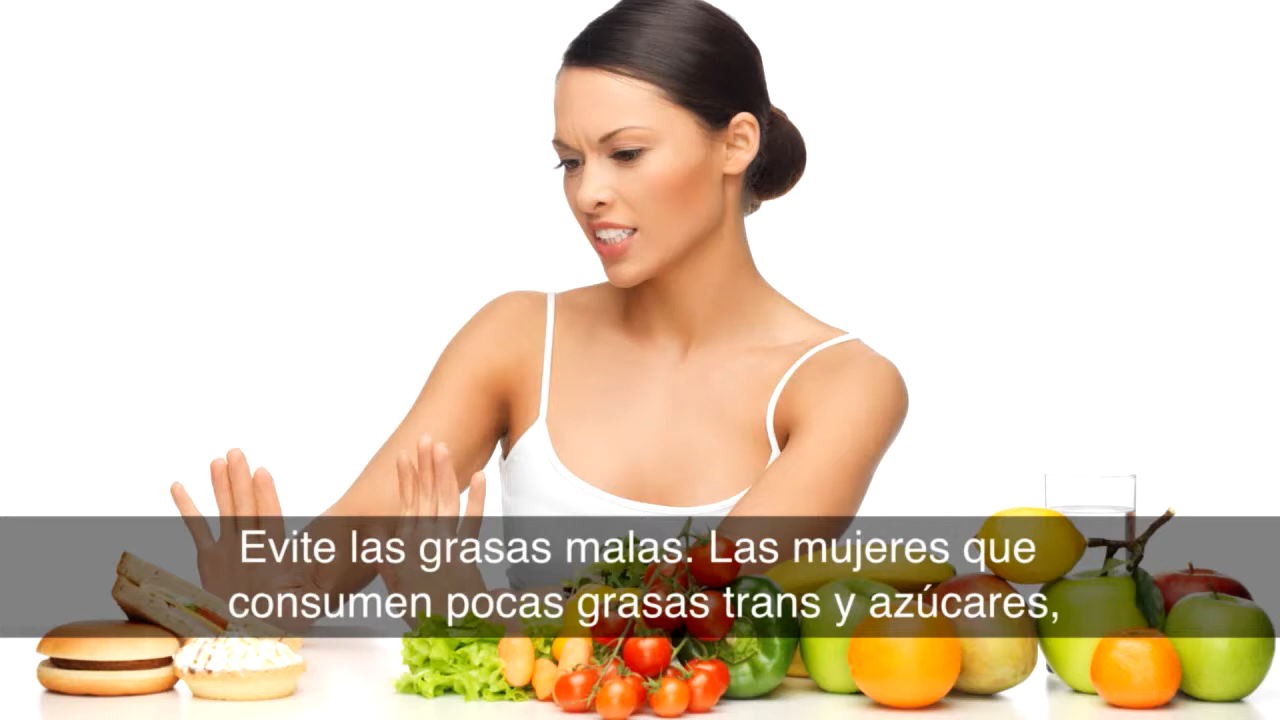 Evite las grasas malas. Las mujeres que
consumen pocas grasas trans y azúcares,